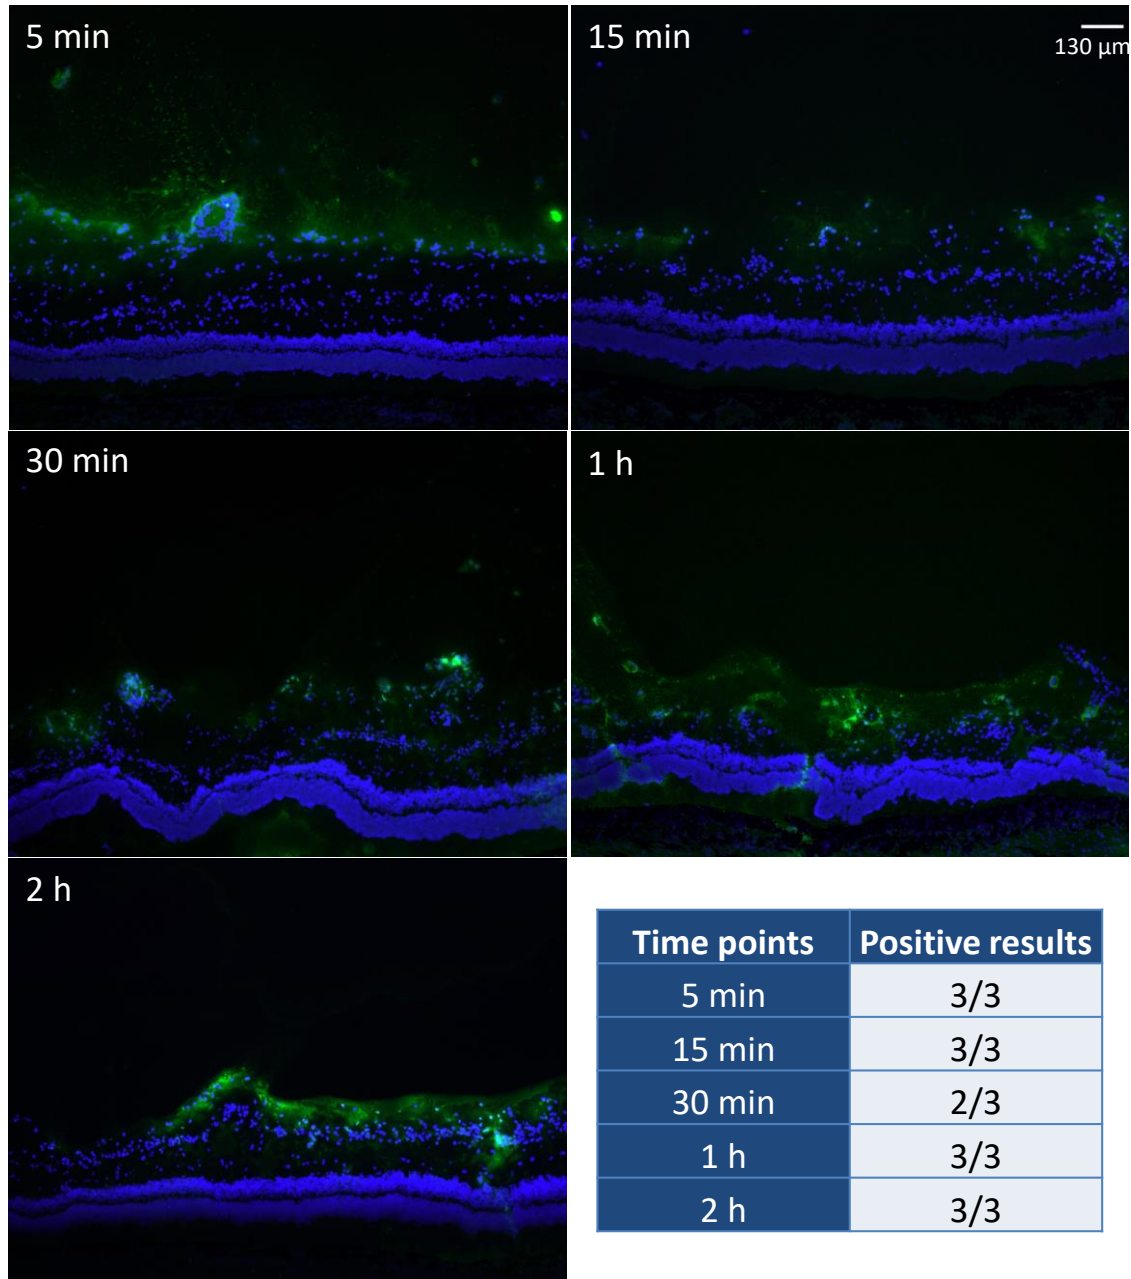 5 min
15 min
130 µm
30 min
1 h
2 h
Time points Positive results
5 min 3/3
15 min 3/3
30 min 2/3
1 h 3/3
2 h 3/3